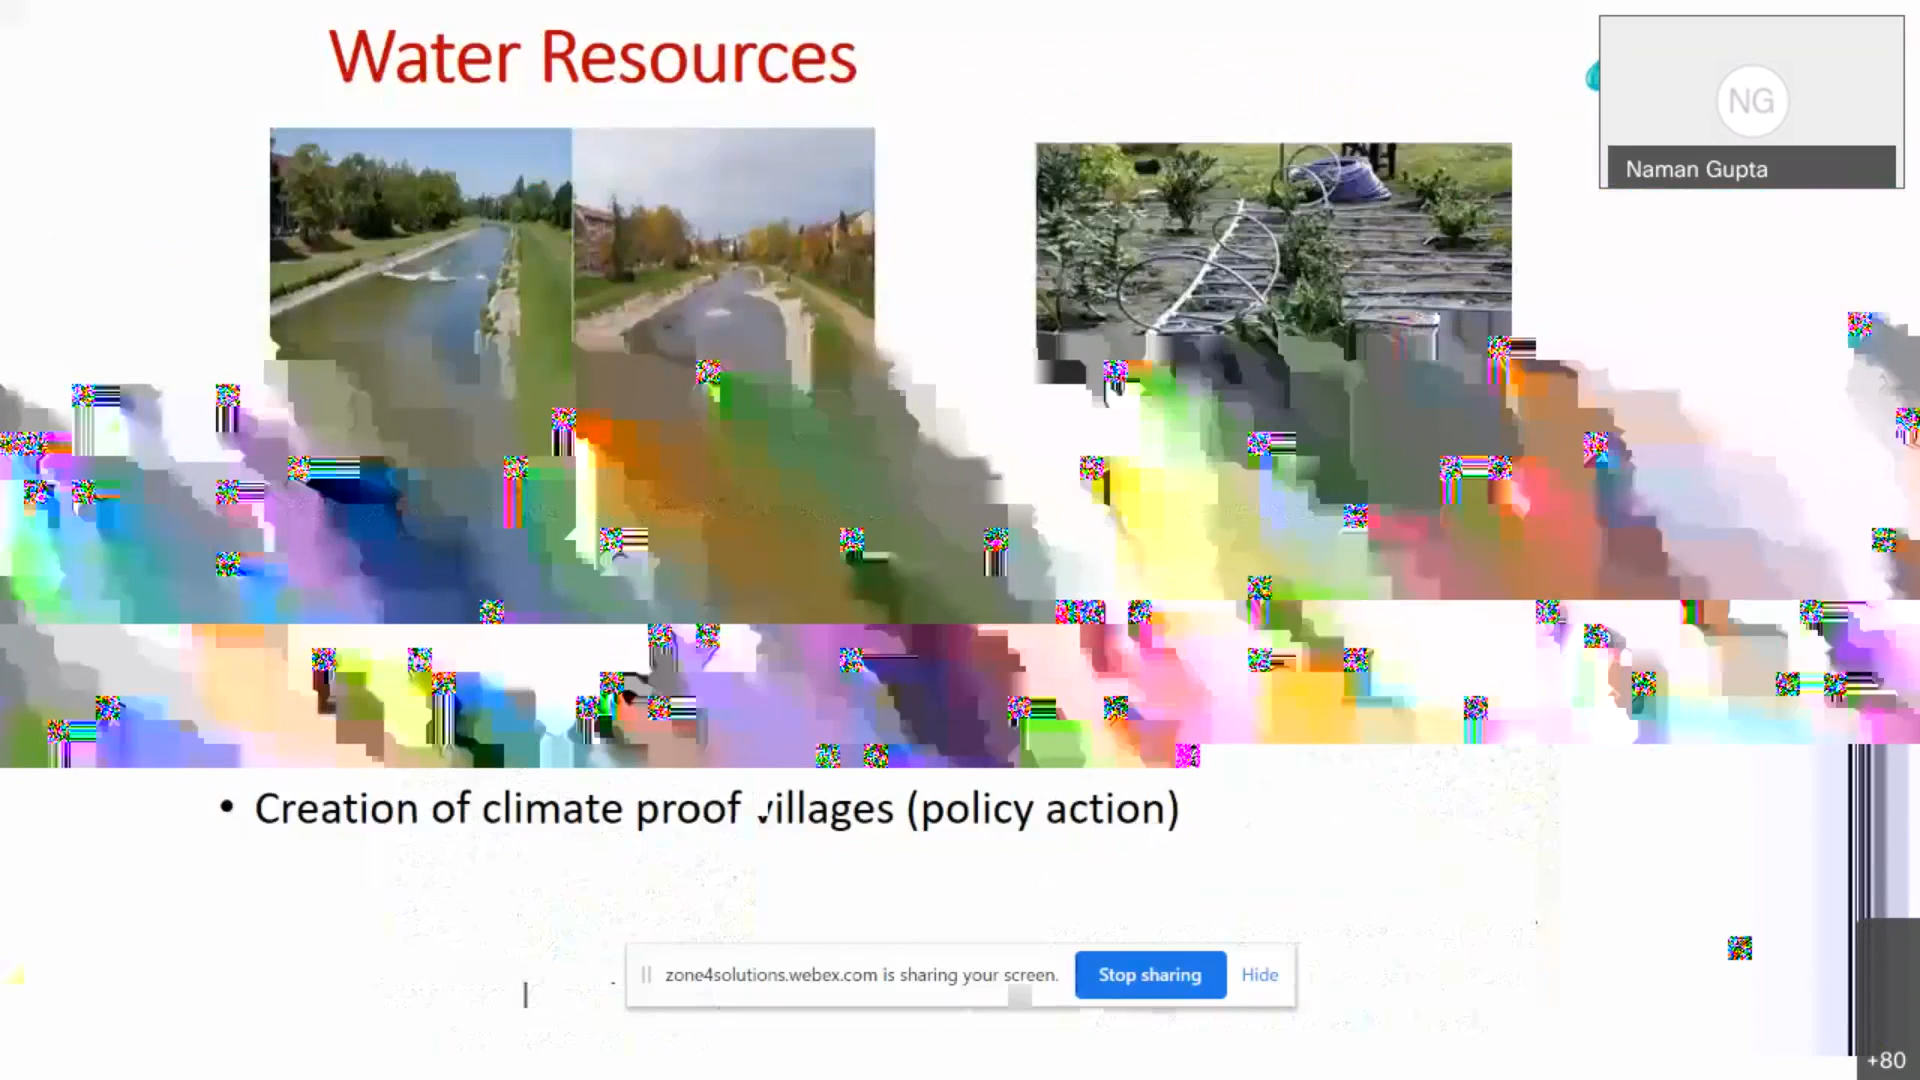 Water Resources
NG
Naman Gupta
• Creation of climate proof villages (policy action)
zone4solutions.webex.com is sharing your screen. Stop sharing Hide
+80